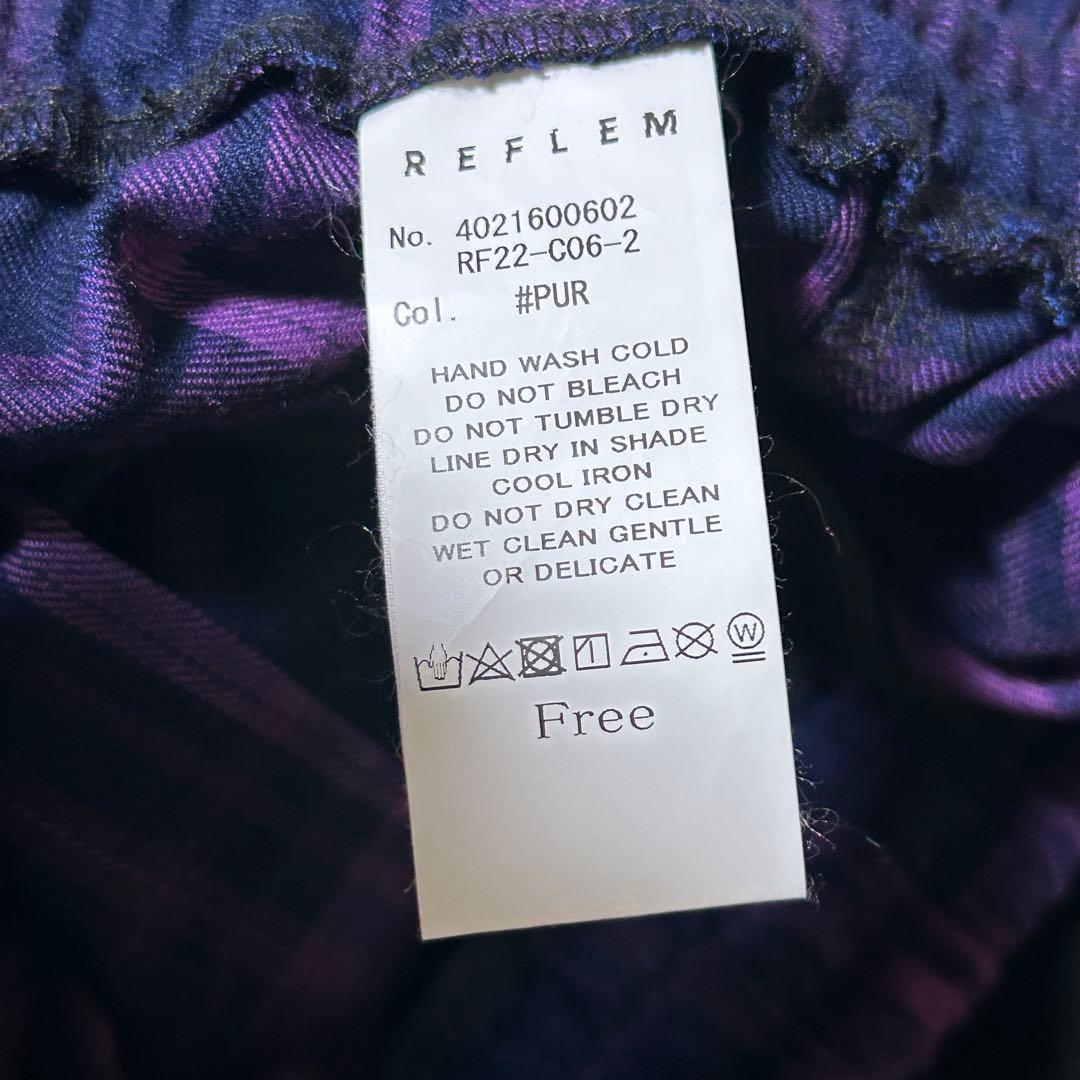 REFLEM
No. 4021600602
RF22-C06-2
Col. #PUR
HAND WASH COLD
DO NOT BLEACH
DO NOT TUMBLE DRY
LINE DRY IN SHADE
COOL IRON
DO NOT DRY CLEAN
WET CLEAN GENTLE
OR DELICATE
W
Free